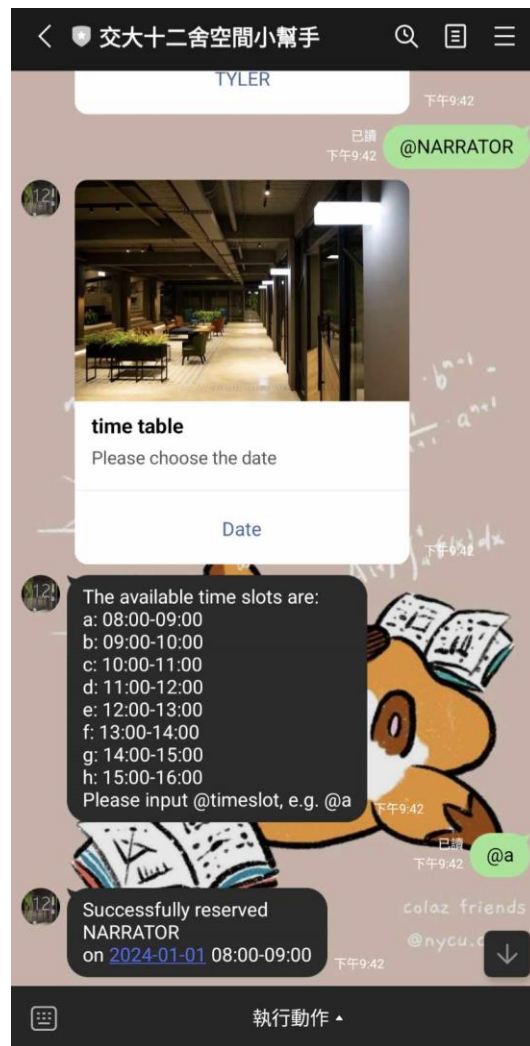 交大十二舍空間小幫手
TYLER
下午9:42
已讀
下午9:42
@NARRATOR
12!
time table
Please choose the date
Date
下午9:42
12!
The available time slots are:
a: 08:00-09:00
b: 09:00-10:00
c: 10:00-11:00
d: 11:00-12:00
e: 12:00-13:00
f: 13:00-14:00
g: 14:00-15:00
h: 15:00-16:00
Please input @timeslot, e.g. @a
下午9:42
已讀
下午9:42
@a
12!
Successfully reserved
NARRATOR
on 2024-01-01 08:00-09:00
下午9:42
colaz friends
@nycu.
執行動作